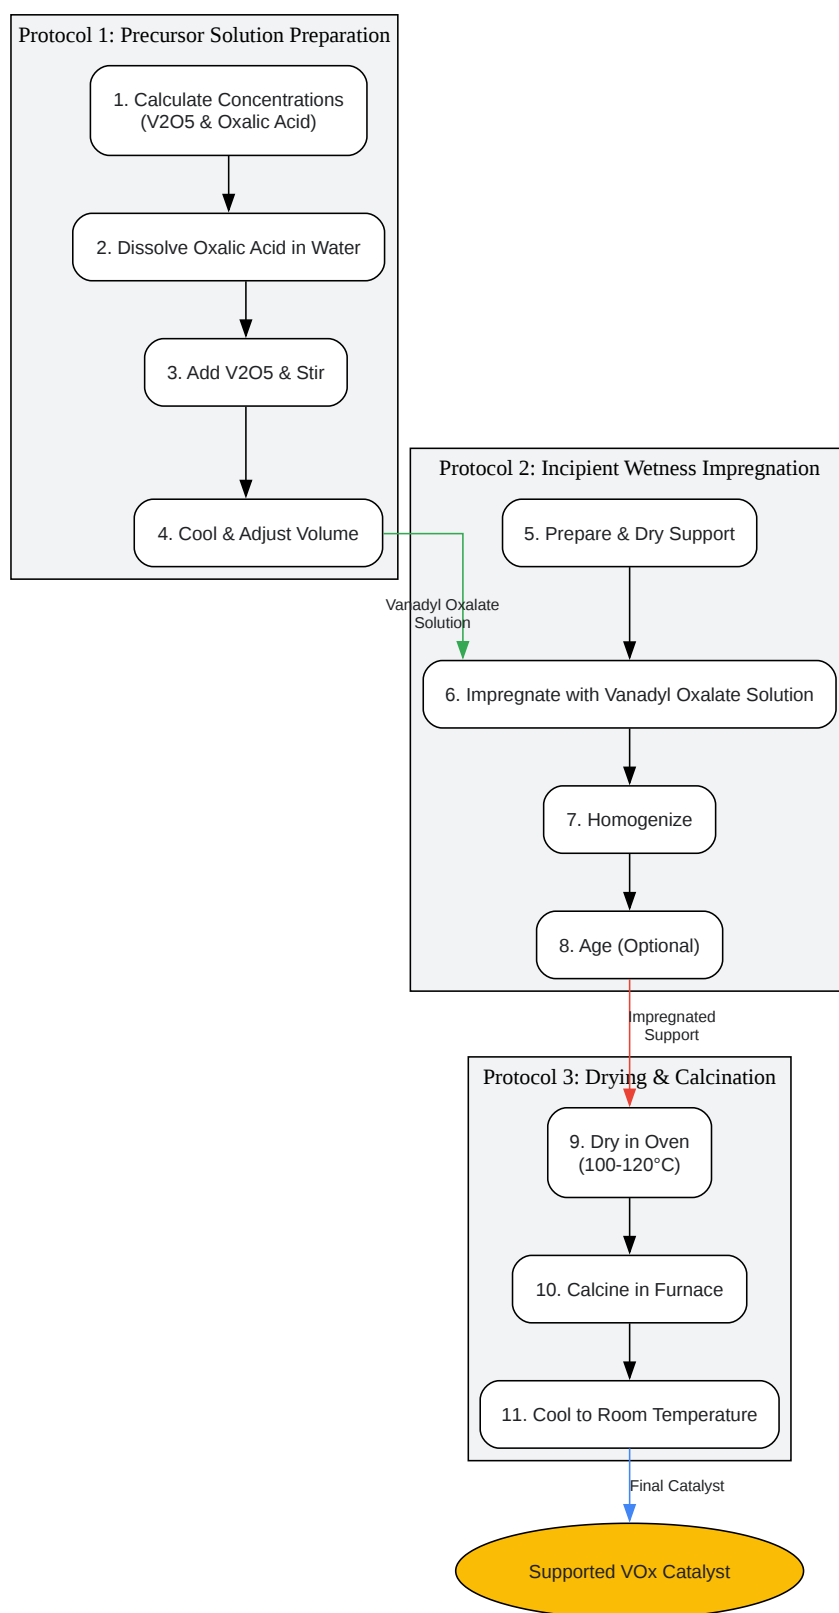 Protocol 1: Precursor Solution Preparation
1. Calculate Concentrations
(V2O5 & Oxalic Acid)
2. Dissolve Oxalic Acid in Water
3. Add V2O5 & Stir
4. Cool & Adjust Volume
Vanadyl Oxalate
Solution
Protocol 2: Incipient Wetness Impregnation
5. Prepare & Dry Support
6. Impregnate with Vanadyl Oxalate Solution
7. Homogenize
8. Age (Optional)
Impregnated
Support
Protocol 3: Drying & Calcination
9. Dry in Oven
(100-120°C)
10. Calcine in Furnace
11. Cool to Room Temperature
Final Catalyst
Supported VOx Catalyst